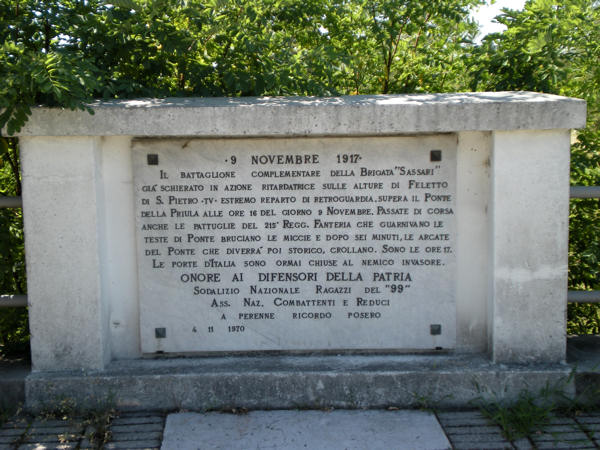 · 9 NOVEMBRE 1917 ·
IL BATTAGLIONE COMPLEMENTARE DELLA BRIGATA "SASSARI"
GIÀ SCHIERATO IN AZIONE RITARDATRICE SULLE ALTURE DI FELETTO
DI S. PIETRO -TV- ESTREMO REPARTO DI RETROGUARDIA. SUPERA IL PONTE
DELLA PRIULA ALLE ORE 16 DEL GIORNO 9 NOVEMBRE. PASSATE DI CORSA
ANCHE LE PATTUGLIE DEL 215° REGG. FANTERIA CHE GUARNIVANO LE
TESTE DI PONTE BRUCIANO LE MICCIE E DOPO SEI MINUTI, LE ARCATE
DEL PONTE CHE DIVERRÀ POI STORICO, CROLLANO. SONO LE ORE 17.
LE PORTE D'ITALIA SONO ORMAI CHIUSE AL NEMICO INVASORE.
ONORE AI DIFENSORI DELLA PATRIA
SODALIZIO NAZIONALE RAGAZZI DEL "99"
ASS. NAZ. COMBATTENTI E REDUCI
A PERENNE RICORDO POSERO
4 11 1970